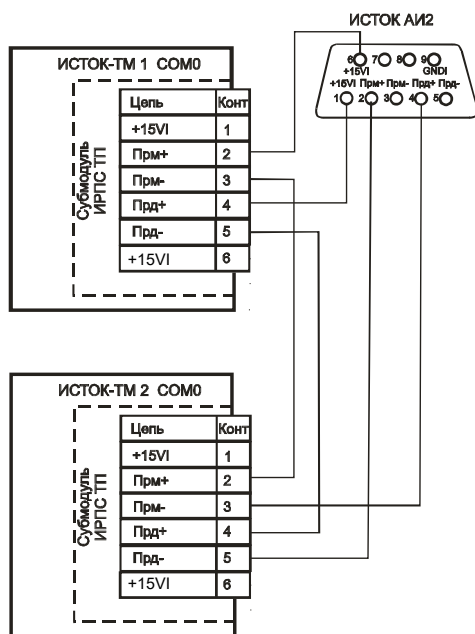 ИСТОК АИ2
6 7 8 9
+15VI GNDI
+15VI Прм+ Прм- Прд+ Прд-
1 2 3 4 5
ИСТОК-ТМ 1 COM0
Субмодуль
ИРПС ТП
Цепь Конт
+15VI 1
Прм+ 2
Прм- 3
Прд+ 4
Прд- 5
+15VI 6
ИСТОК-ТМ 2 COM0
Субмодуль
ИРПС ТП
Цепь Конт
+15VI 1
Прм+ 2
Прм- 3
Прд+ 4
Прд- 5
+15VI 6